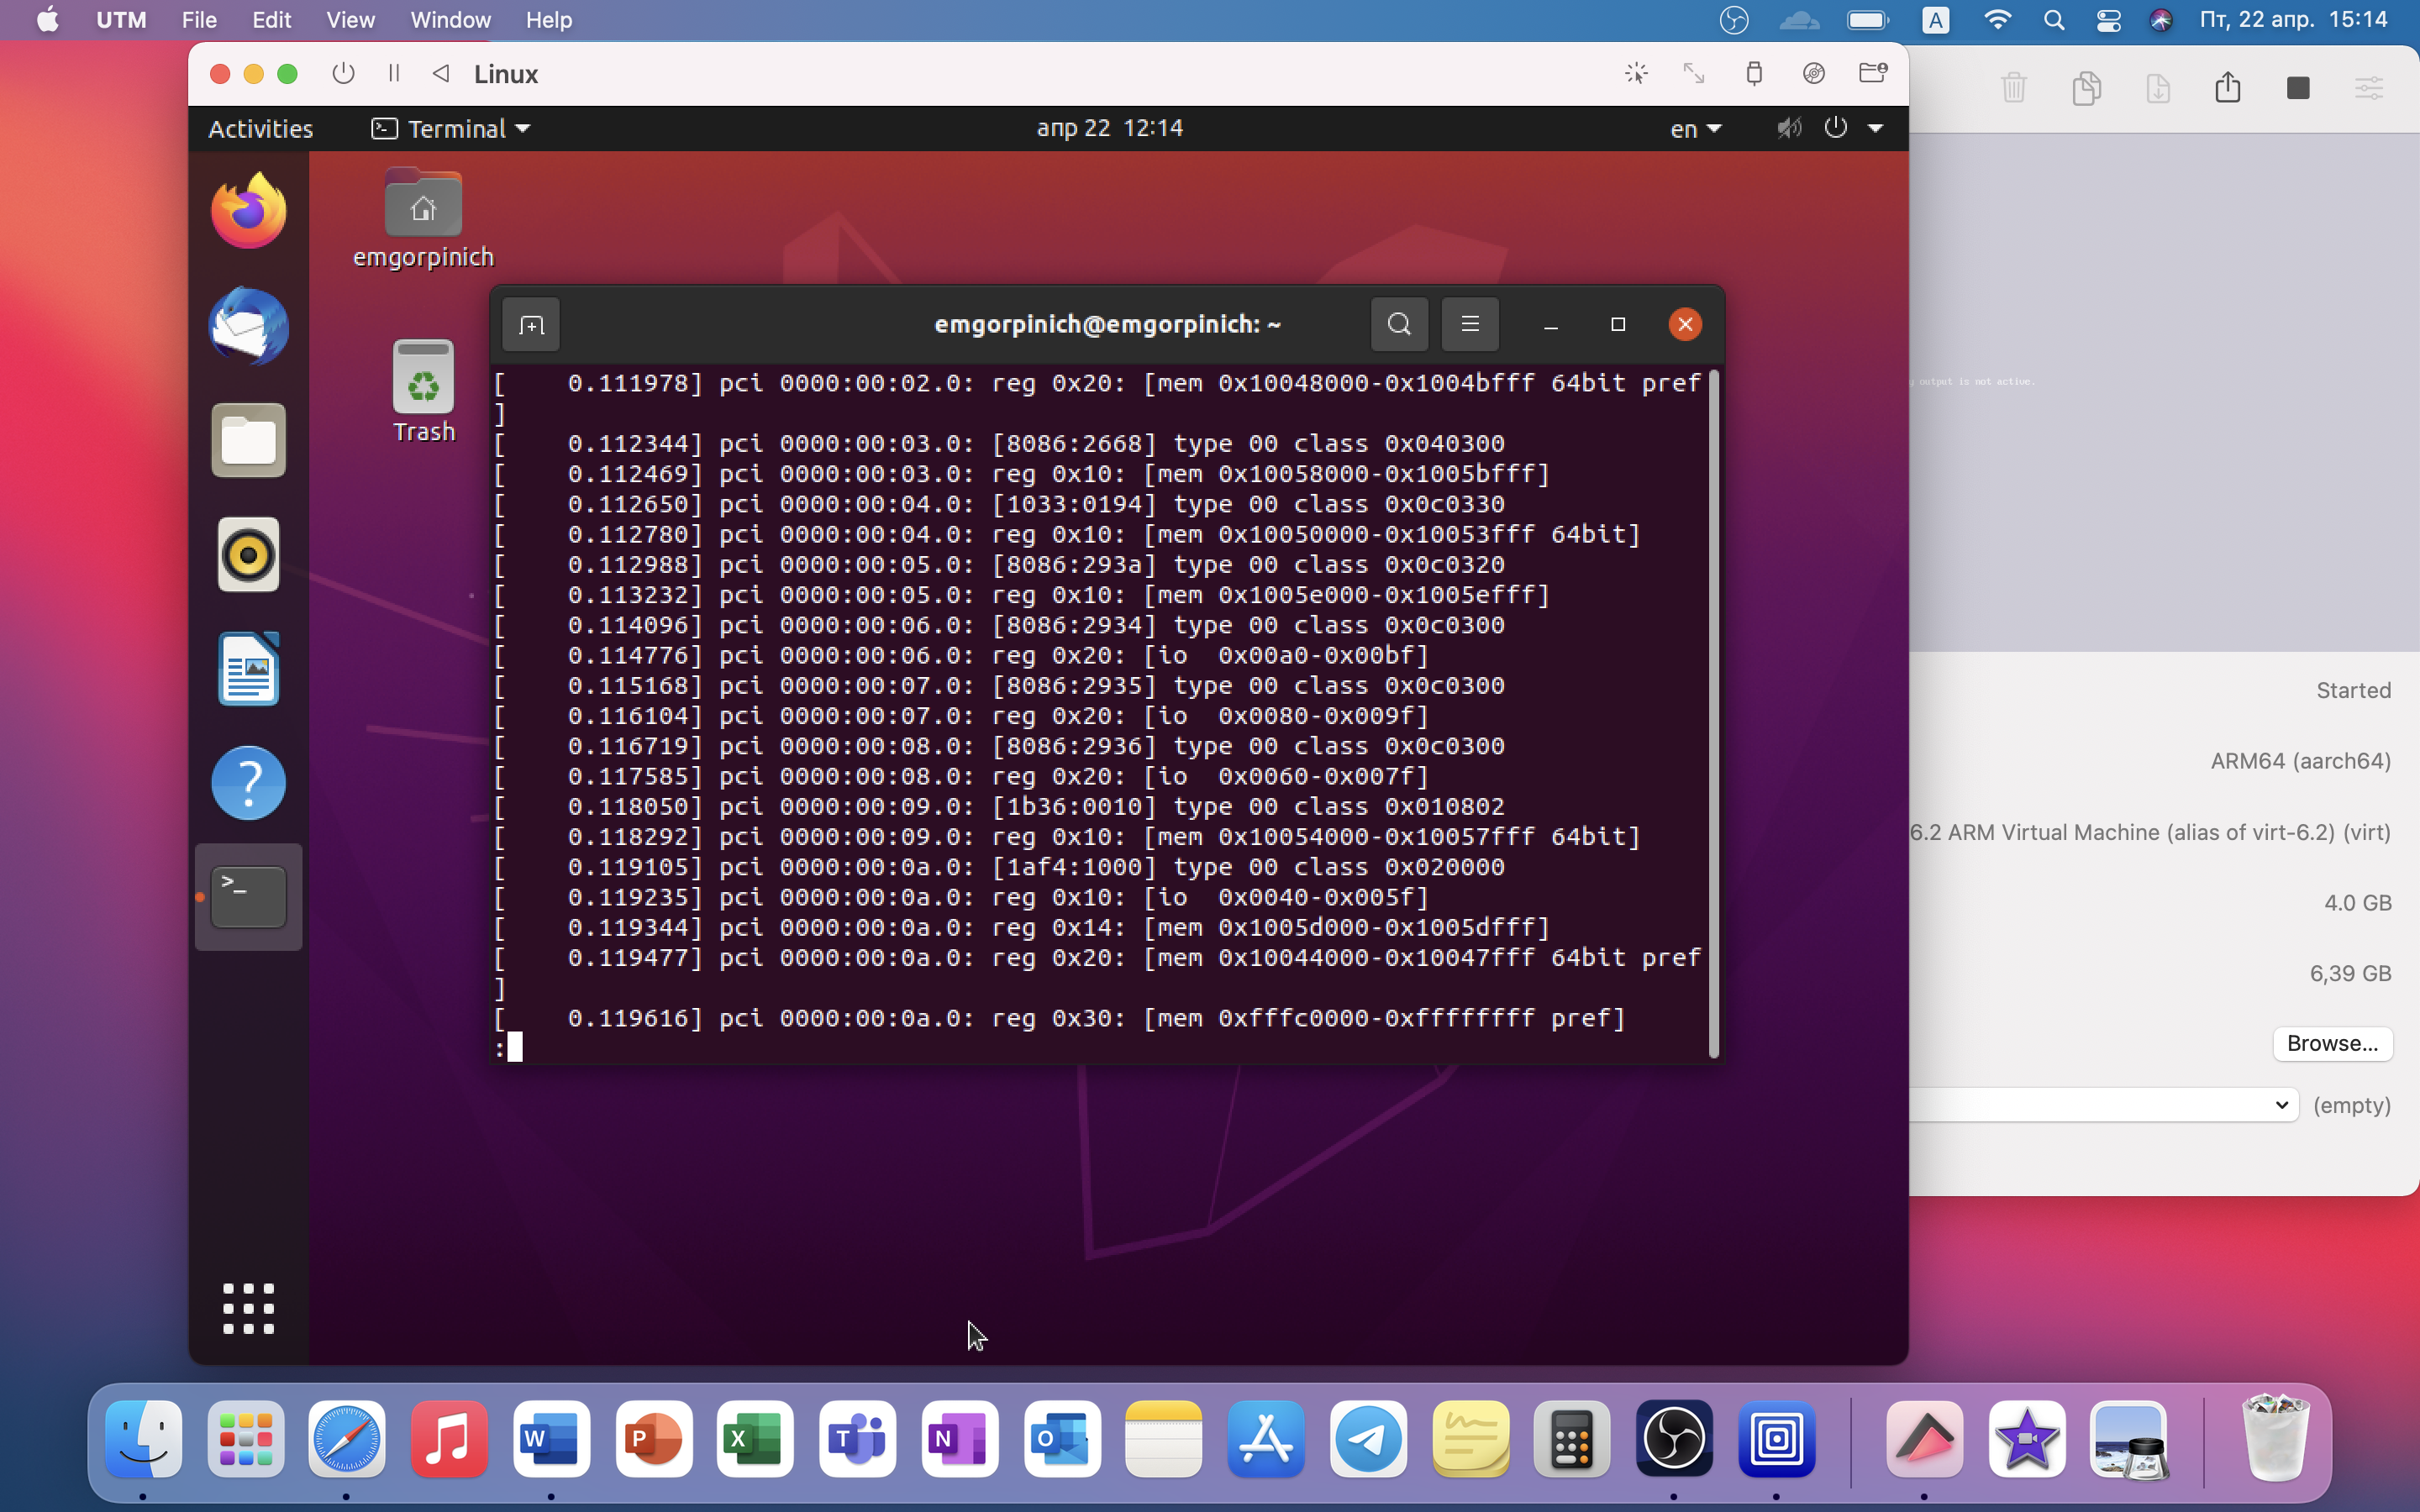 UTM File Edit View Window Help A Пт, 22 апр. 15:14
Linux
Activities Terminal апр 22 12:14 en
emgorpinich
Trash
emgorpinich@emgorpinich: ~
[    0.111978] pci 0000:00:02.0: reg 0x20: [mem 0x10048000-0x1004bfff 64bit pref
]
[    0.112344] pci 0000:00:03.0: [8086:2668] type 00 class 0x040300
[    0.112469] pci 0000:00:03.0: reg 0x10: [mem 0x10058000-0x1005bfff]
[    0.112650] pci 0000:00:04.0: [1033:0194] type 00 class 0x0c0330
[    0.112780] pci 0000:00:04.0: reg 0x10: [mem 0x10050000-0x10053fff 64bit]
[    0.112988] pci 0000:00:05.0: [8086:293a] type 00 class 0x0c0320
[    0.113232] pci 0000:00:05.0: reg 0x10: [mem 0x1005e000-0x1005efff]
[    0.114096] pci 0000:00:06.0: [8086:2934] type 00 class 0x0c0300
[    0.114776] pci 0000:00:06.0: reg 0x20: [io  0x00a0-0x00bf]
[    0.115168] pci 0000:00:07.0: [8086:2935] type 00 class 0x0c0300
[    0.116104] pci 0000:00:07.0: reg 0x20: [io  0x0080-0x009f]
[    0.116719] pci 0000:00:08.0: [8086:2936] type 00 class 0x0c0300
[    0.117585] pci 0000:00:08.0: reg 0x20: [io  0x0060-0x007f]
[    0.118050] pci 0000:00:09.0: [1b36:0010] type 00 class 0x010802
[    0.118292] pci 0000:00:09.0: reg 0x10: [mem 0x10054000-0x10057fff 64bit]
[    0.119105] pci 0000:00:0a.0: [1af4:1000] type 00 class 0x020000
[    0.119235] pci 0000:00:0a.0: reg 0x10: [io  0x0040-0x005f]
[    0.119344] pci 0000:00:0a.0: reg 0x14: [mem 0x1005d000-0x1005dfff]
[    0.119477] pci 0000:00:0a.0: reg 0x20: [mem 0x10044000-0x10047fff 64bit pref
]
[    0.119616] pci 0000:00:0a.0: reg 0x30: [mem 0xfffc0000-0xffffffff pref]
:
output is not active.
Started
ARM64 (aarch64)
6.2 ARM Virtual Machine (alias of virt-6.2) (virt)
4.0 GB
6,39 GB
Browse...
(empty)
W P X T N O